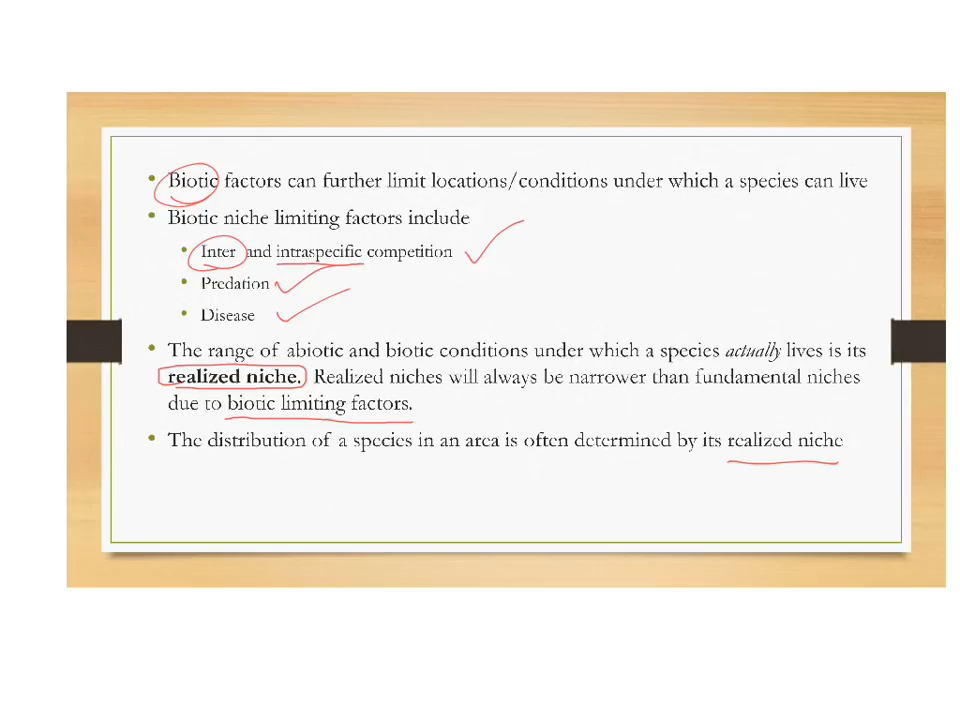 • Biotic factors can further limit locations/conditions under which a species can live
• Biotic niche limiting factors include
• Inter and intraspecific competition
• Predation
• Disease
• The range of abiotic and biotic conditions under which a species actually lives is its
realized niche. Realized niches will always be narrower than fundamental niches
due to biotic limiting factors.
• The distribution of a species in an area is often determined by its realized niche